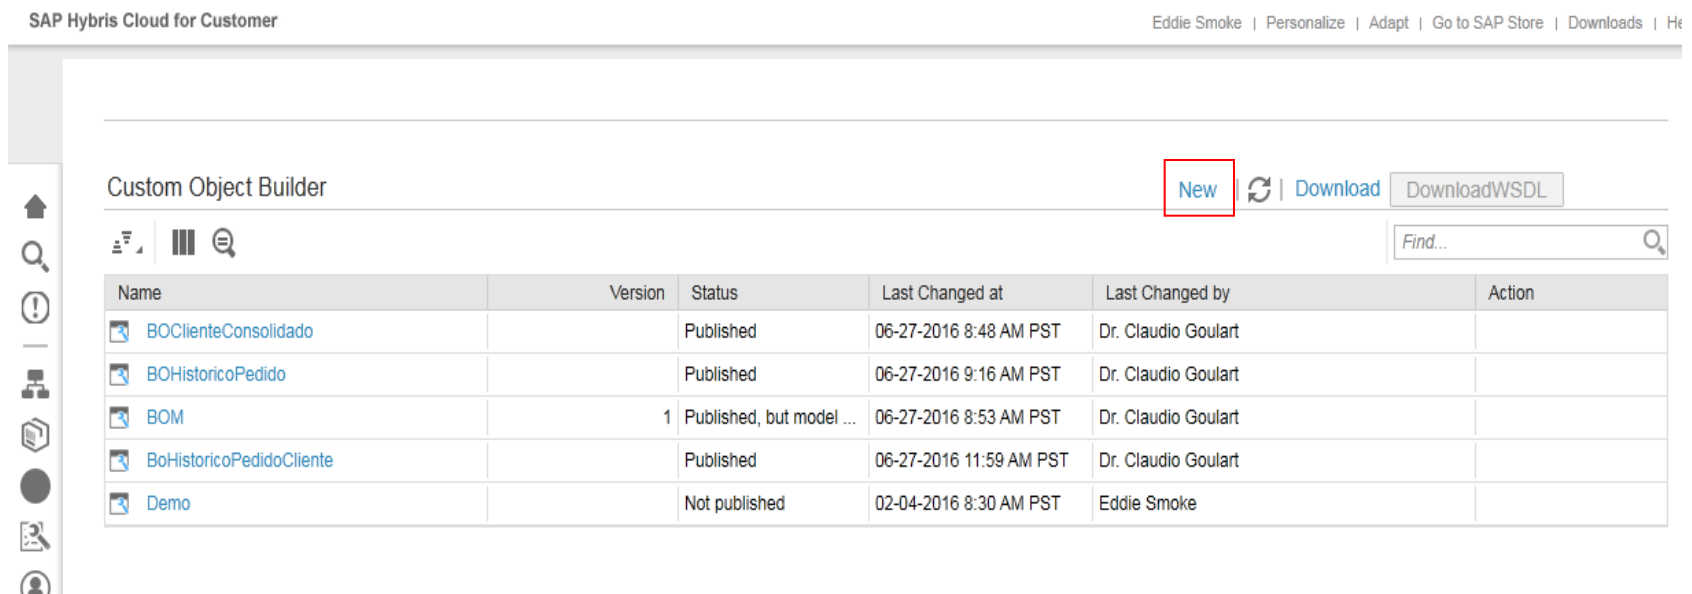 SAP Hybris Cloud for Customer
Eddie Smoke | Personalize | Adapt | Go to SAP Store | Downloads | He
Custom Object Builder
New | | Download DownloadWSDL
Find...
Name Version Status Last Changed at Last Changed by Action
BOClienteConsolidado Published 06-27-2016 8:48 AM PST Dr. Claudio Goulart
BOHistoricoPedido Published 06-27-2016 9:16 AM PST Dr. Claudio Goulart
BOM 1 Published, but model ... 06-27-2016 8:53 AM PST Dr. Claudio Goulart
BoHistoricoPedidoCliente Published 06-27-2016 11:59 AM PST Dr. Claudio Goulart
Demo Not published 02-04-2016 8:30 AM PST Eddie Smoke